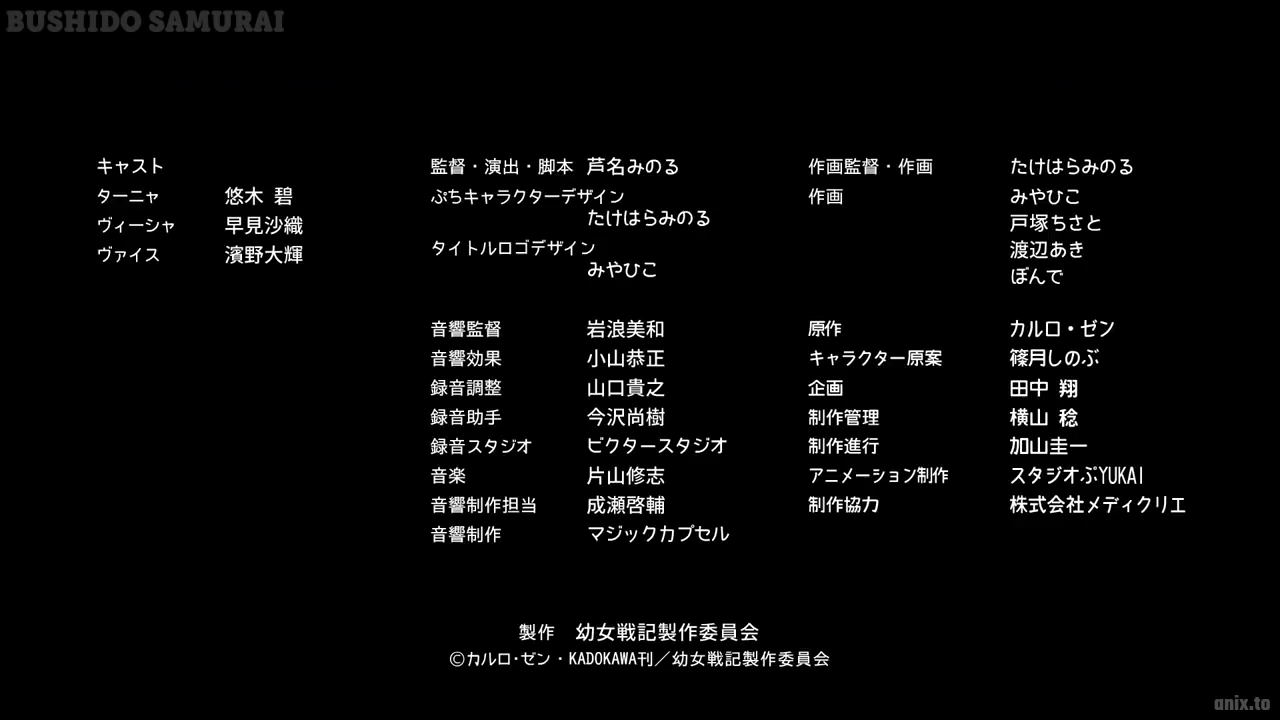 BUSHIDO SAMURAI
キャスト
ターニャ 悠木 碧
ヴィーシャ 早見沙織
ヴァイス 濱野大輝
監督・演出・脚本 芦名みのる
ぷちキャラクターデザイン
たけはらみのる
タイトルロゴデザイン
みやひこ
作画監督・作画 たけはらみのる
作画 みやひこ
戸塚ちさと
渡辺あき
ぼんで
音響監督 岩浪美和
音響効果 小山恭正
録音調整 山口貴之
録音助手 今沢尚樹
録音スタジオ ビクタースタジオ
音楽 片山修志
音響制作担当 成瀬啓輔
音響制作 マジックカプセル
原作 カルロ・ゼン
キャラクター原案 篠月しのぶ
企画 田中 翔
制作管理 横山 稔
制作進行 加山圭一
アニメーション制作 スタジオぷYUKAI
制作協力 株式会社メディクリエ
製作 幼女戦記製作委員会
©カルロ・ゼン・KADOKAWA刊／幼女戦記製作委員会
anix.to